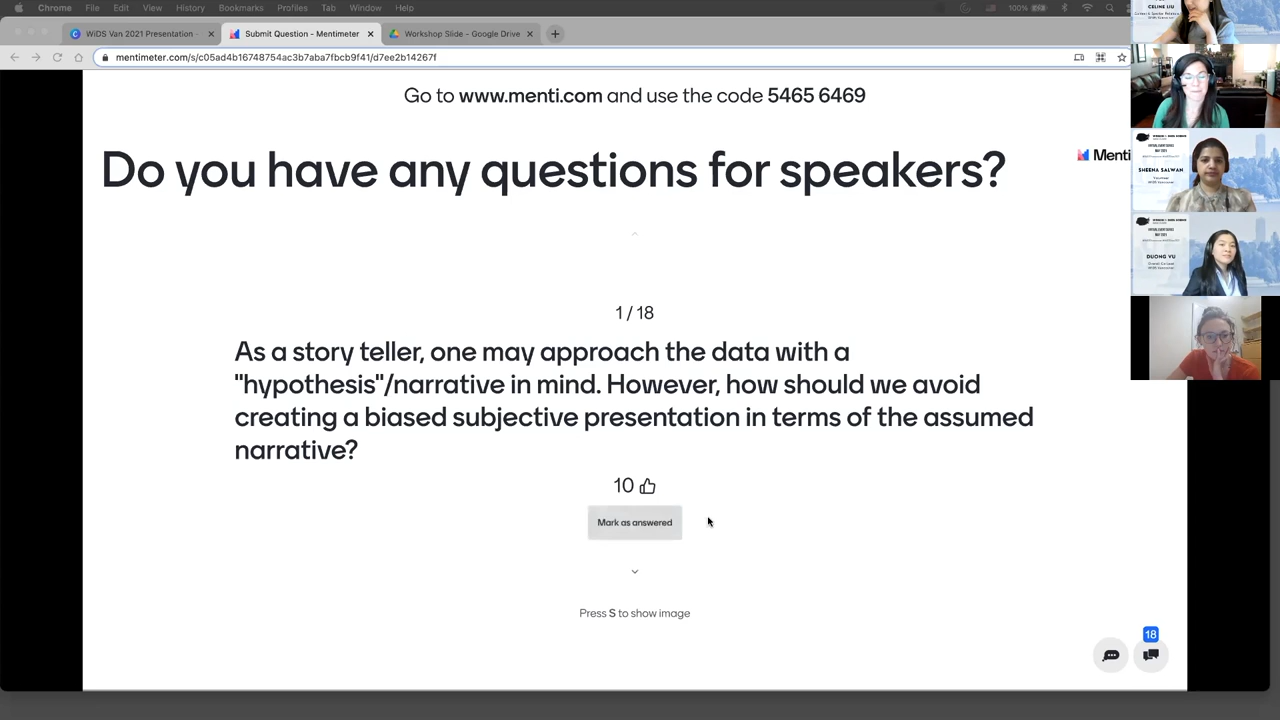 Chrome File Edit View History Bookmarks Profiles Tab Window Help 100%
WiDS Van 2021 Presentation -
Submit Question - Mentimeter
Workshop Slide - Google Drive
mentimeter.com/s/c05ad4b16748754ac3b7aba7fbcb9f41/d7ee2b14267f
Go to www.menti.com and use the code 5465 6469
Do you have any questions for speakers?
Menti
1 / 18
As a story teller, one may approach the data with a
"hypothesis"/narrative in mind. However, how should we avoid
creating a biased subjective presentation in terms of the assumed
narrative?
10
Mark as answered
Press S to show image
18
CELINE LIU
SHEENA SALWAN
Volunteer
DUONG VU